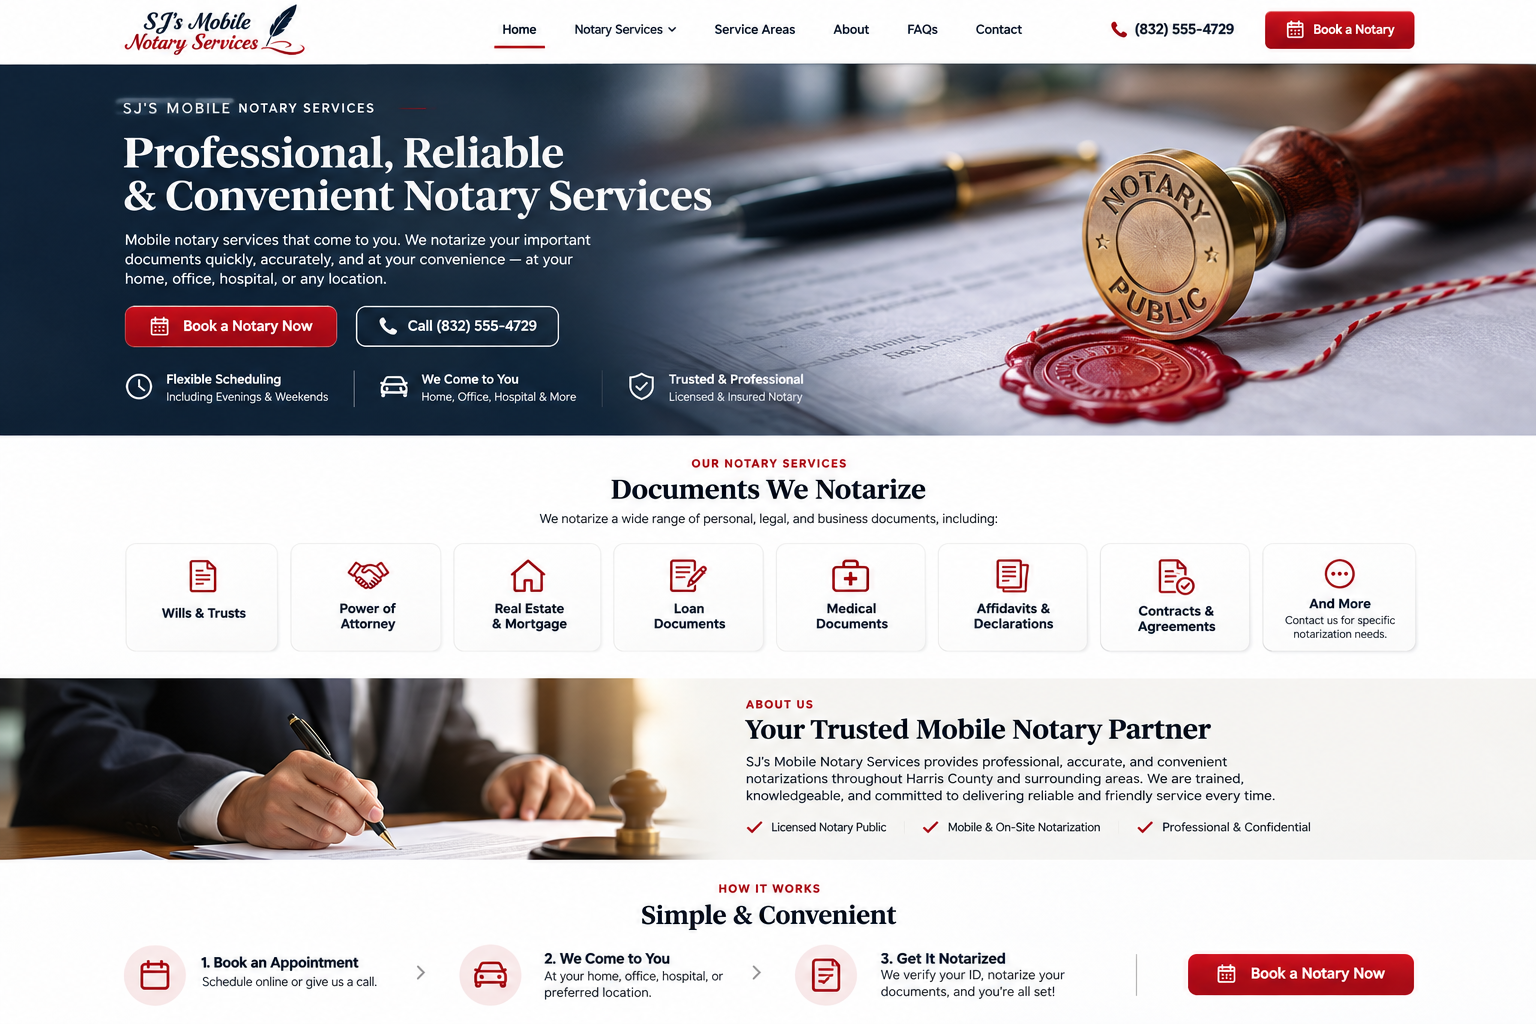 SJ's Mobile
Notary Services
Home
Notary Services
Service Areas
About
FAQs
Contact
(832) 555-4729
Book a Notary
SJ'S MOBILE NOTARY SERVICES
Professional, Reliable
& Convenient Notary Services
Mobile notary services that come to you. We notarize your important
documents quickly, accurately, and at your convenience — at your
home, office, hospital, or any location.
Book a Notary Now
Call (832) 555-4729
Flexible Scheduling
Including Evenings & Weekends
We Come to You
Home, Office, Hospital & More
Trusted & Professional
Licensed & Insured Notary
NOTARY
PUBLIC
OUR NOTARY SERVICES
Documents We Notarize
We notarize a wide range of personal, legal, and business documents, including:
Wills & Trusts
Power of
Attorney
Real Estate
& Mortgage
Loan
Documents
Medical
Documents
Affidavits &
Declarations
Contracts &
Agreements
And More
Contact us for specific
notarization needs.
ABOUT US
Your Trusted Mobile Notary Partner
SJ's Mobile Notary Services provides professional, accurate, and convenient
notarizations throughout Harris County and surrounding areas. We are trained,
knowledgeable, and committed to delivering reliable and friendly service every time.
Licensed Notary Public
Mobile & On-Site Notarization
Professional & Confidential
HOW IT WORKS
Simple & Convenient
1. Book an Appointment
Schedule online or give us a call.
2. We Come to You
At your home, office, hospital, or
preferred location.
3. Get It Notarized
We verify your ID, notarize your
documents, and you're all set!
Book a Notary Now